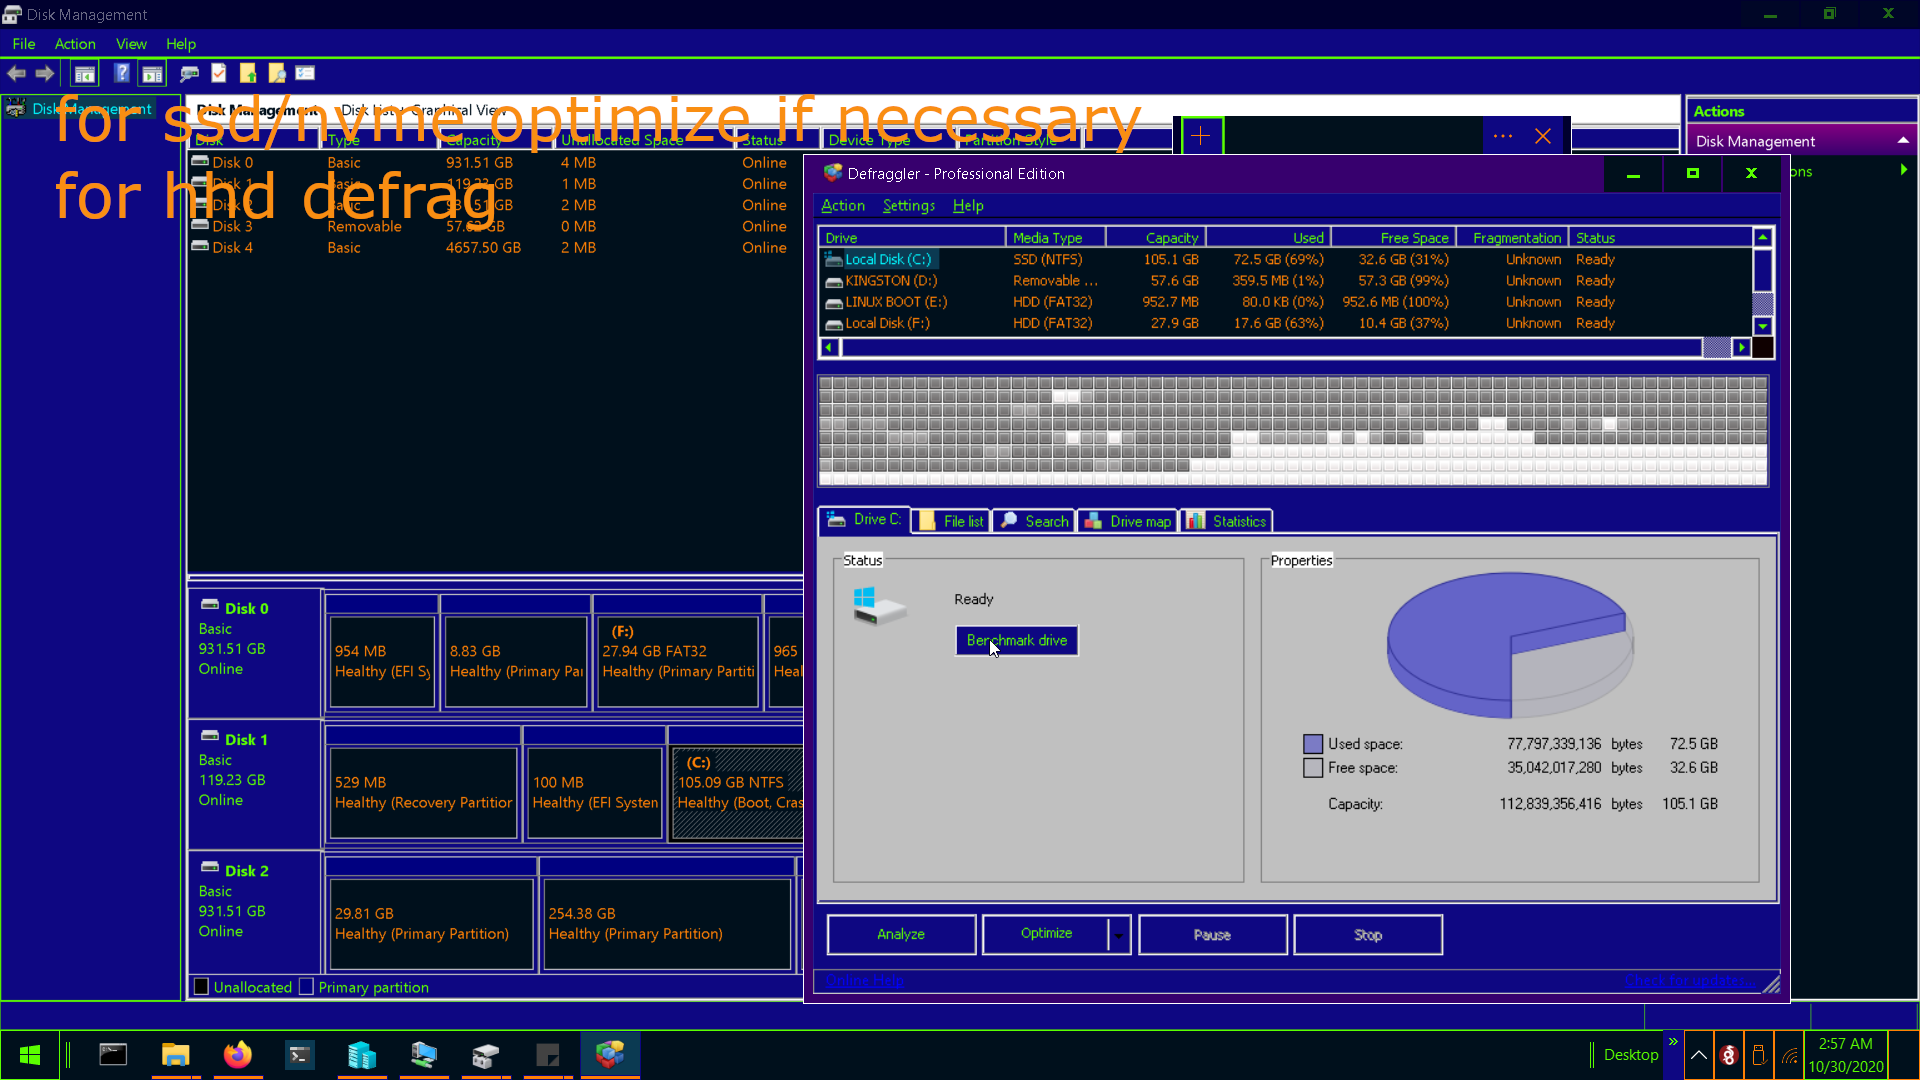 Disk Management
File Action View Help
Disk Management
Disk Management Disk List + Graphical View
for ssd/nvme optimize if necessary
for hhd defrag
Disk Type Capacity Unallocated Space Status Device Type Partition Style
Disk 0 Basic 931.51 GB 4 MB Online
Disk 1 Basic 119.23 GB 1 MB Online
Disk 2 Basic 931.51 GB 2 MB Online
Disk 3 Removable 57.62 GB 0 MB Online
Disk 4 Basic 4657.50 GB 2 MB Online
Actions
Disk Management
ons
Defraggler - Professional Edition
Action Settings Help
Drive Media Type Capacity Used Free Space Fragmentation Status
Local Disk (C:) SSD (NTFS) 105.1 GB 72.5 GB (69%) 32.6 GB (31%) Unknown Ready
KINGSTON (D:) Removable ... 57.6 GB 359.5 MB (1%) 57.3 GB (99%) Unknown Ready
LINUX BOOT (E:) HDD (FAT32) 952.7 MB 80.0 KB (0%) 952.6 MB (100%) Unknown Ready
Local Disk (F:) HDD (FAT32) 27.9 GB 17.6 GB (63%) 10.4 GB (37%) Unknown Ready
Drive C: File list Search Drive map Statistics
Status
Ready
Benchmark drive
Properties
Used space: 77,797,339,136 bytes 72.5 GB
Free space: 35,042,017,280 bytes 32.6 GB
Capacity: 112,839,356,416 bytes 105.1 GB
Analyze Optimize Pause Stop
Online Help Check for updates...
Disk 0
Basic
931.51 GB
Online
954 MB
Healthy (EFI Sy
8.83 GB
Healthy (Primary Par
(F:)
27.94 GB FAT32
Healthy (Primary Partiti
965
Heal
Disk 1
Basic
119.23 GB
Online
529 MB
Healthy (Recovery Partitior
100 MB
Healthy (EFI System
(C:)
105.09 GB NTFS
Healthy (Boot, Cras
Disk 2
Basic
931.51 GB
Online
29.81 GB
Healthy (Primary Partition)
254.38 GB
Healthy (Primary Partition)
Unallocated Primary partition
Desktop
2:57 AM
10/30/2020